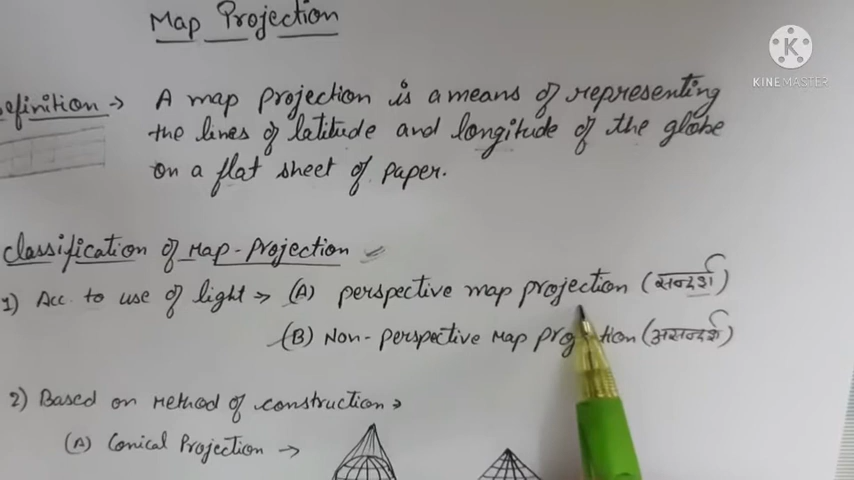 Map Projection
efinition → A map projection is a means of representing
the lines of latitude and longitude of the globe
on a flat sheet of paper.
KINEMASTER
Classification of Map-Projection
1) Acc. to use of light → (A) perspective map projection (सन्दर्श)
(B) Non-perspective Map pro tion (असन्दर्श)
2) Based on method of construction →
(A) Conical Projection →